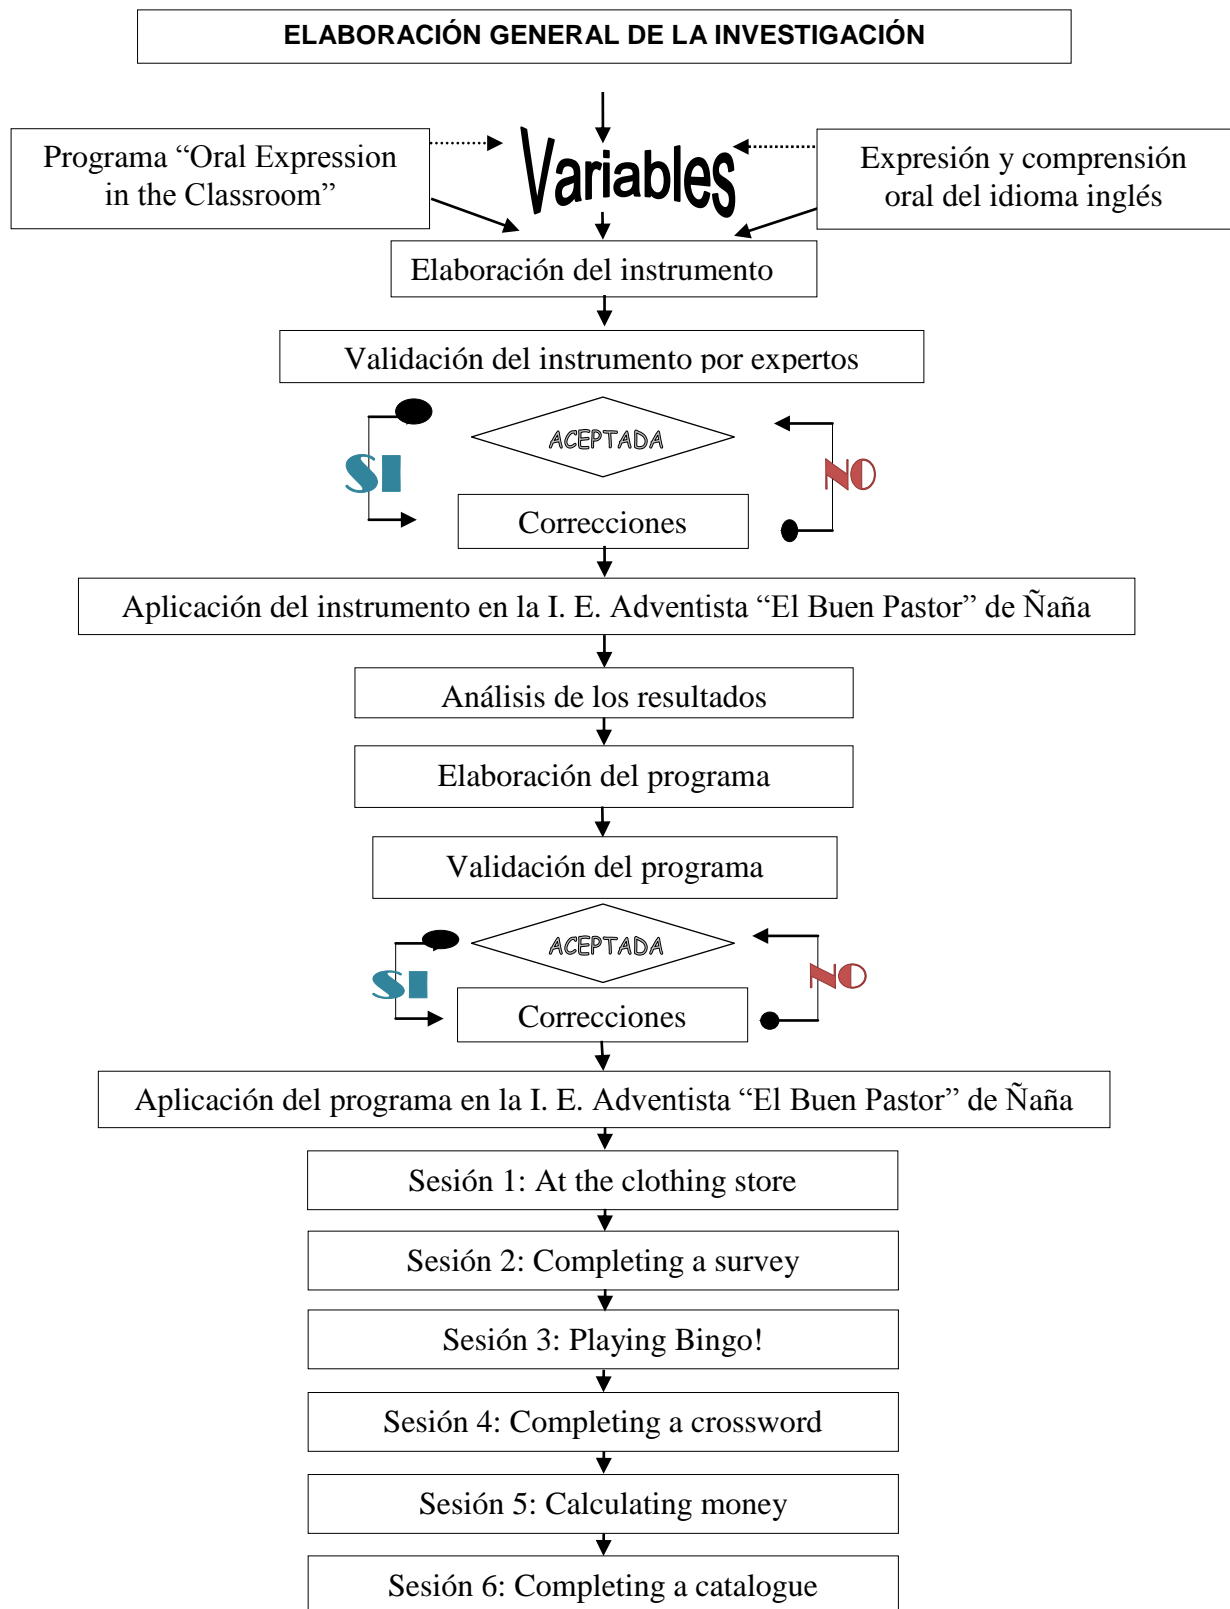 ELABORACIÓN GENERAL DE LA INVESTIGACIÓN
Variables
Programa “Oral Expression
in the Classroom”
Expresión y comprensión
oral del idioma inglés
Elaboración del instrumento
Validación del instrumento por expertos
ACEPTADA
SI
NO
Correcciones
Aplicación del instrumento en la I. E. Adventista “El Buen Pastor” de Ñaña
Análisis de los resultados
Elaboración del programa
Validación del programa
ACEPTADA
SI
NO
Correcciones
Aplicación del programa en la I. E. Adventista “El Buen Pastor” de Ñaña
Sesión 1: At the clothing store
Sesión 2: Completing a survey
Sesión 3: Playing Bingo!
Sesión 4: Completing a crossword
Sesión 5: Calculating money
Sesión 6: Completing a catalogue